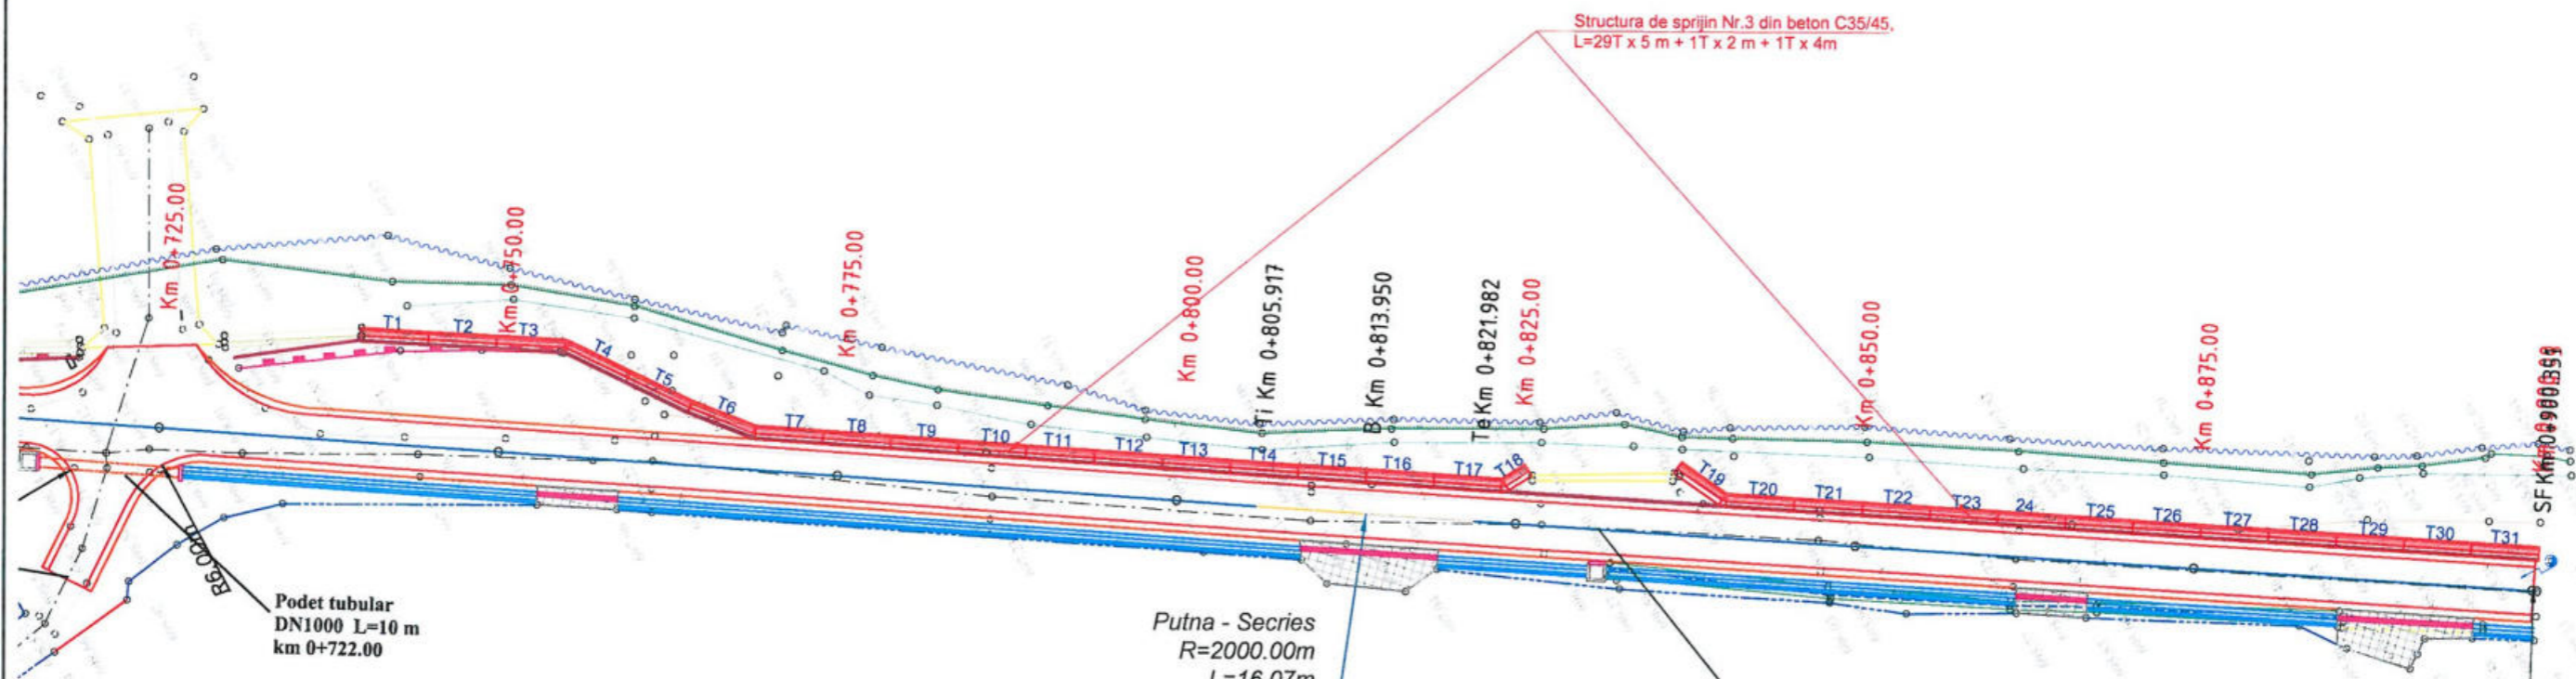 Structura de sprijin Nr.3 din beton C35/45,
L=29T x 5 m + 1T x 2 m + 1T x 4m
Km 0+725.00
Km 0+750.00
Km 0+775.00
Km 0+800.00
Ti Km 0+805.917
B Km 0+813.950
Te Km 0+821.982
Km 0+825.00
Km 0+850.00
Km 0+875.00
SF Km
T1
T2
T3
T4
T5
T6
T7
T8
T9
T10
T11
T12
T13
T14
T15
T16
T17
T18
T19
T20
T21
T22
T23
24
T25
T26
T27
T28
T29
T30
T31
R6.00m
Podet tubular
DN1000 L=10 m
km 0+722.00
Putna - Secries
R=2000.00m
L=16.07m